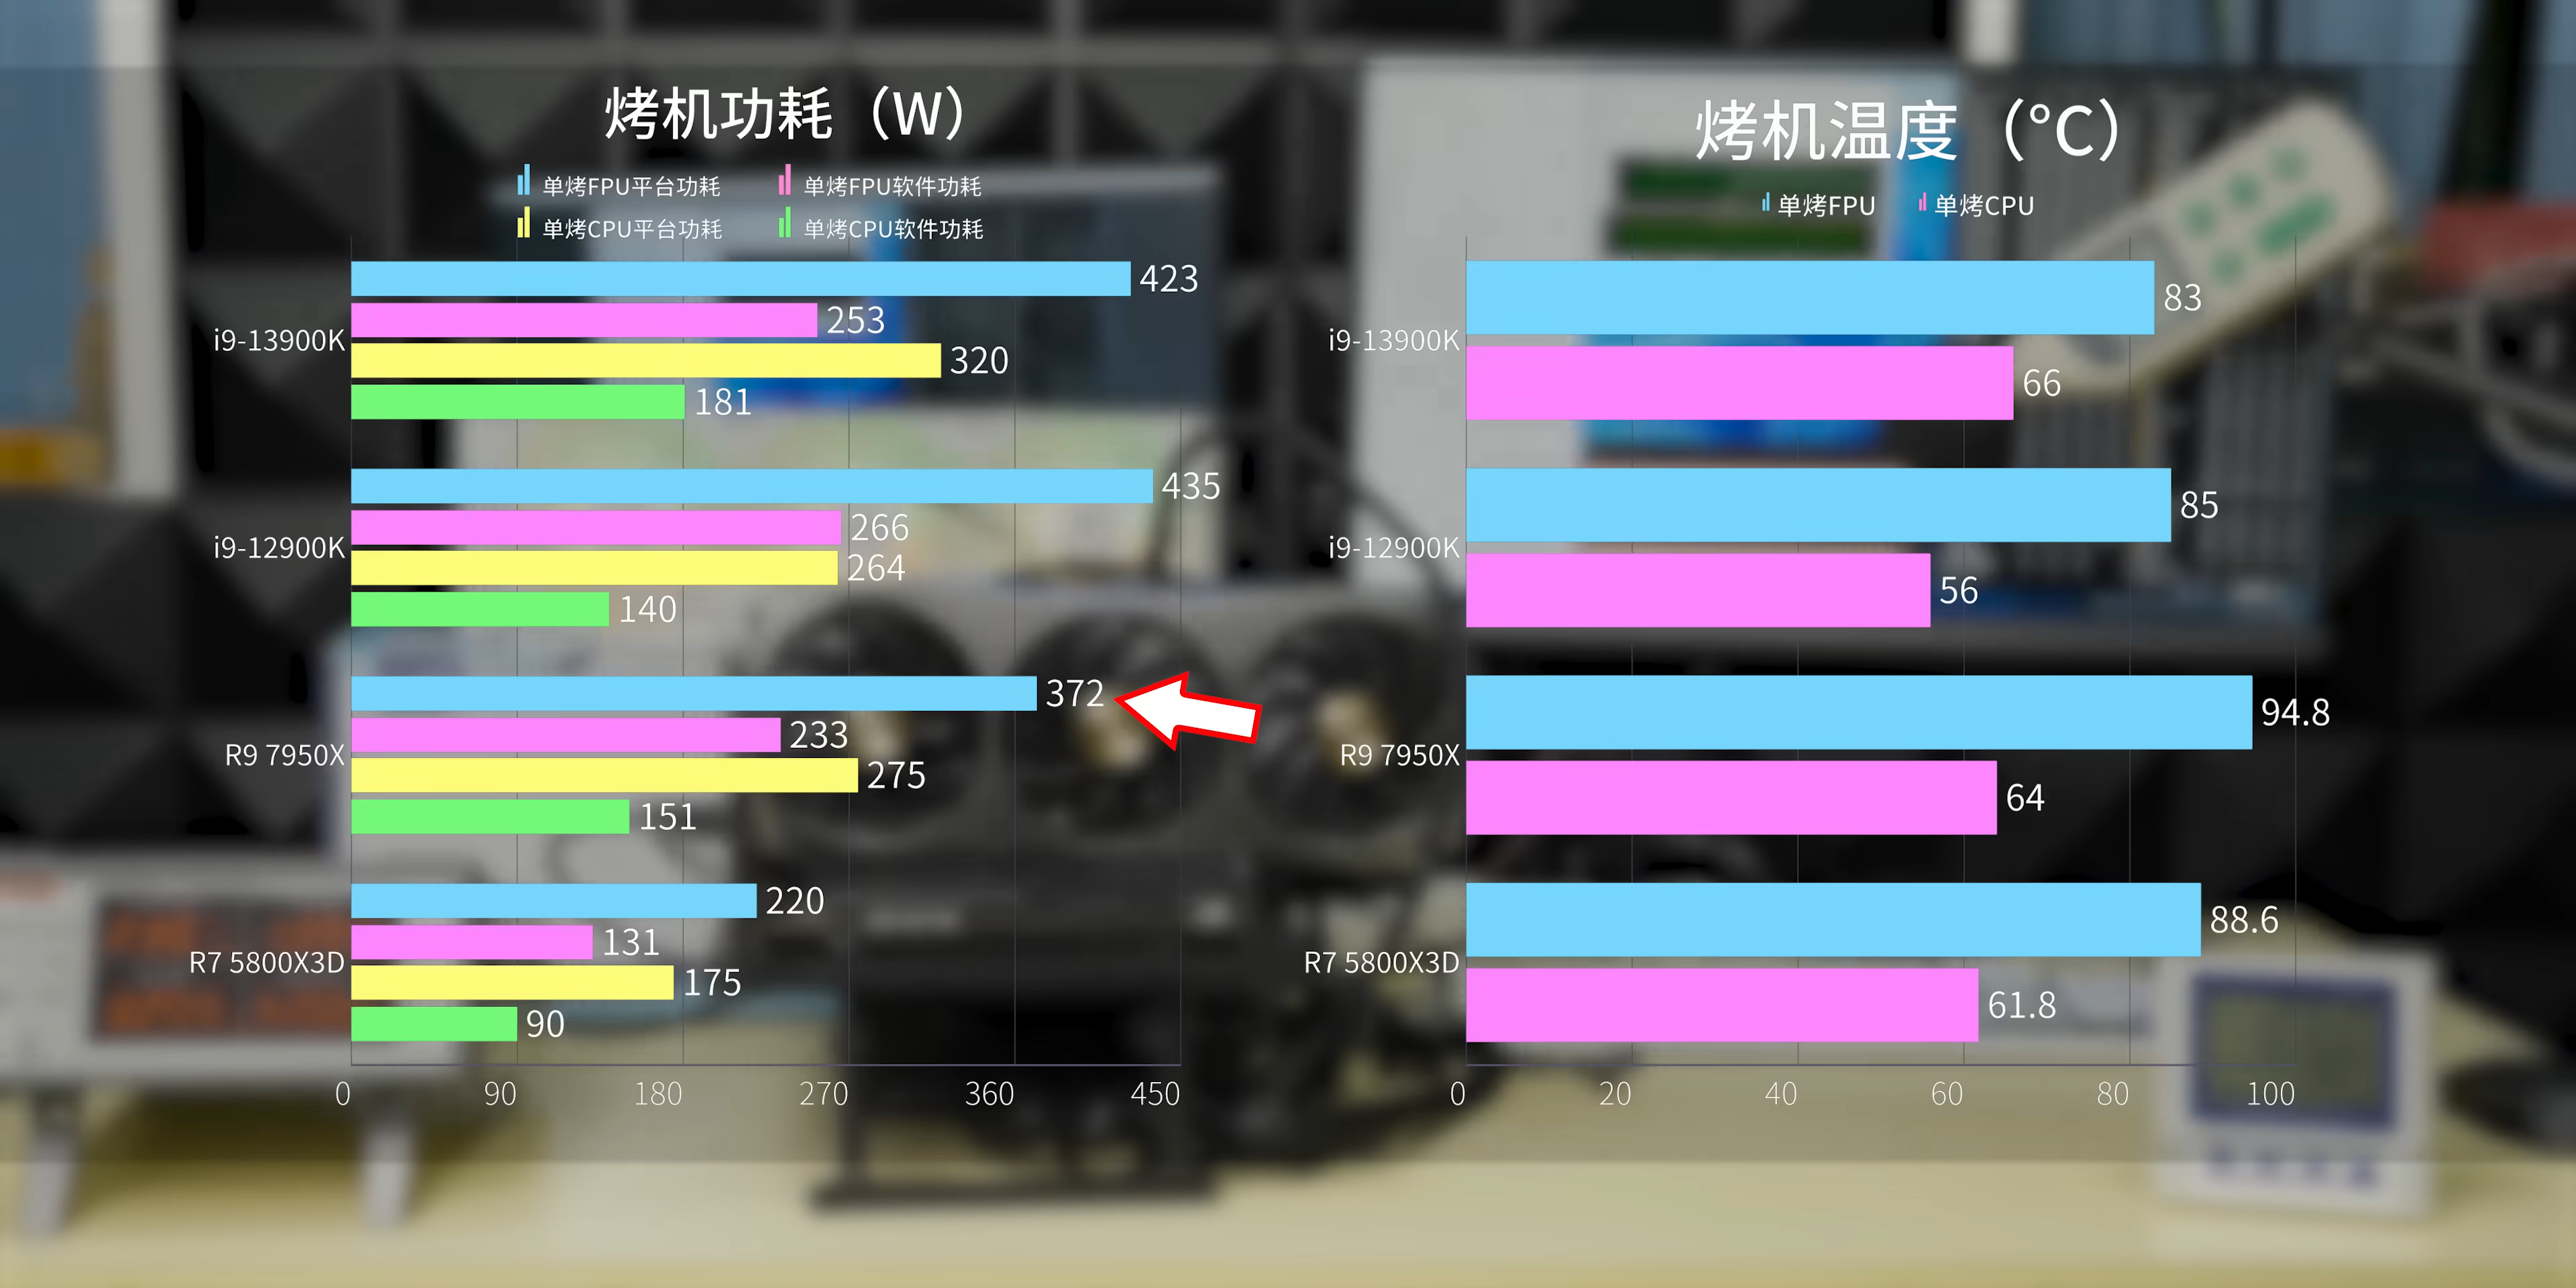 烤机功耗（W）
单烤FPU平台功耗 单烤FPU软件功耗
单烤CPU平台功耗 单烤CPU软件功耗
i9-13900K
423
253
320
181
i9-12900K
435
266
264
140
R9 7950X
372
233
275
151
R7 5800X3D
220
131
175
90
0 90 180 270 360 450
烤机温度（°C）
单烤FPU 单烤CPU
i9-13900K
83
66
i9-12900K
85
56
R9 7950X
94.8
64
R7 5800X3D
88.6
61.8
0 20 40 60 80 100